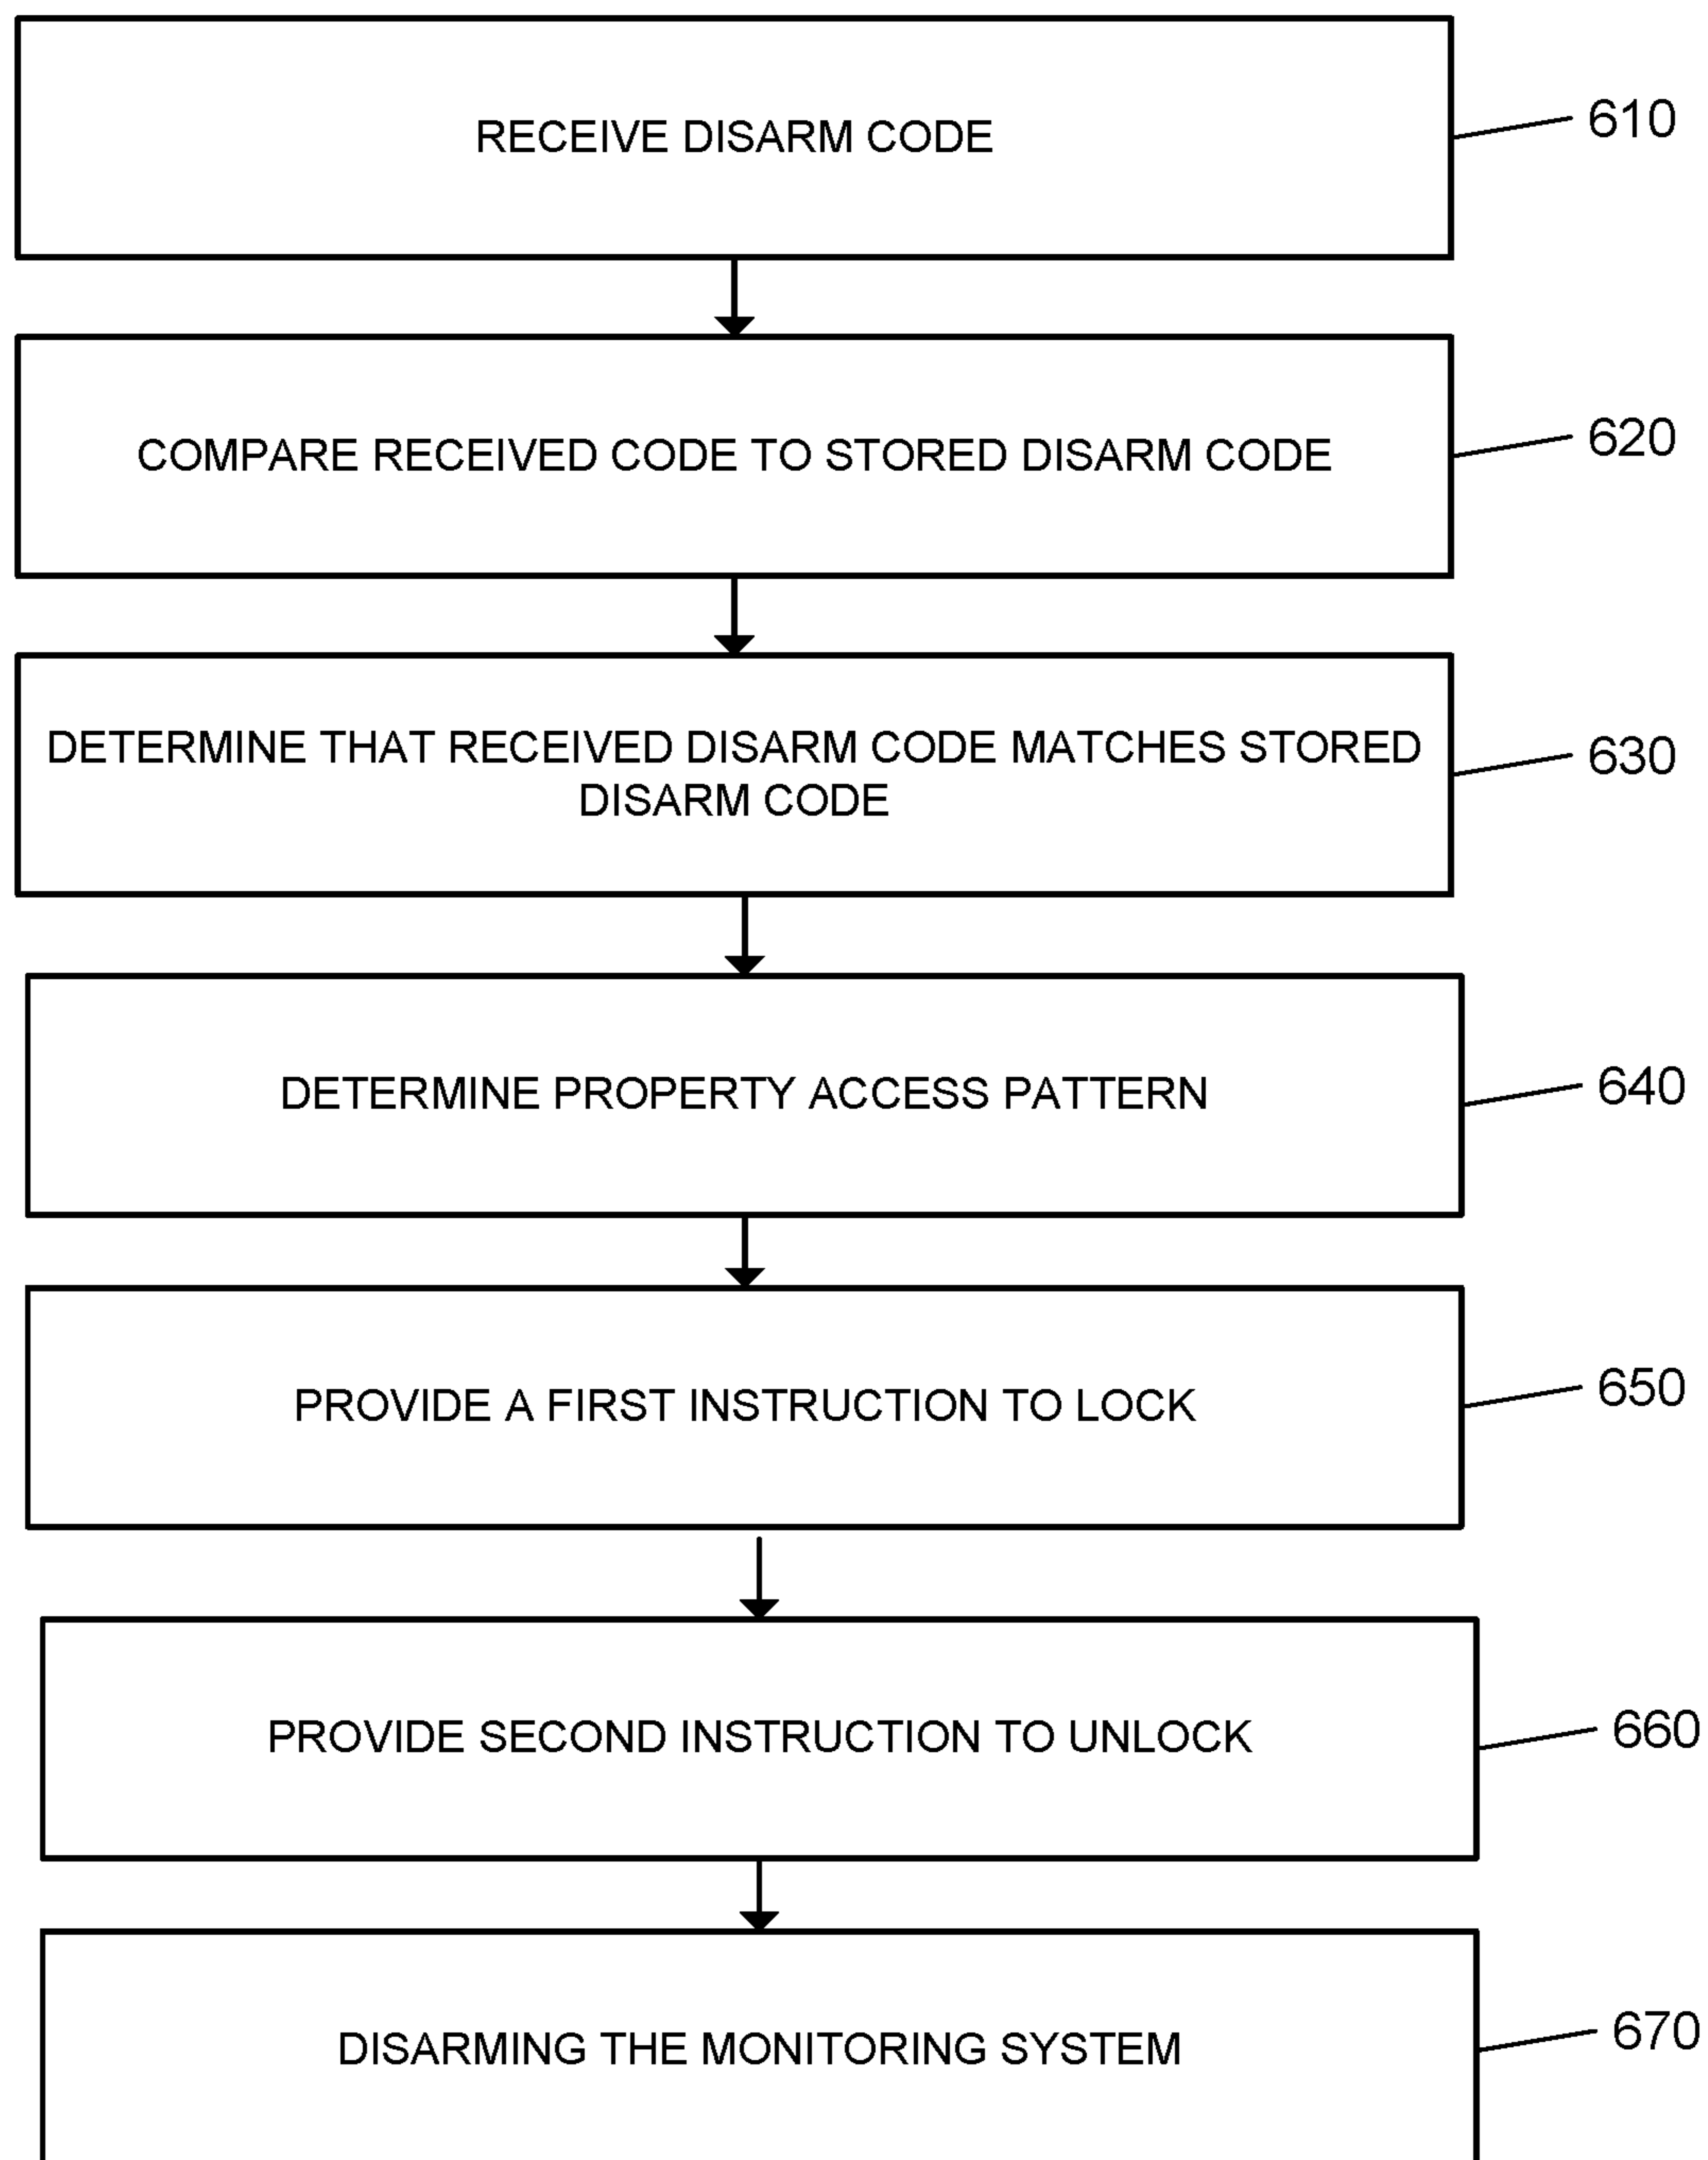 RECEIVE DISARM CODE
610
COMPARE RECEIVED CODE TO STORED DISARM CODE
620
DETERMINE THAT RECEIVED DISARM CODE MATCHES STORED
DISARM CODE
630
DETERMINE PROPERTY ACCESS PATTERN
640
PROVIDE A FIRST INSTRUCTION TO LOCK
650
PROVIDE SECOND INSTRUCTION TO UNLOCK
660
DISARMING THE MONITORING SYSTEM
670